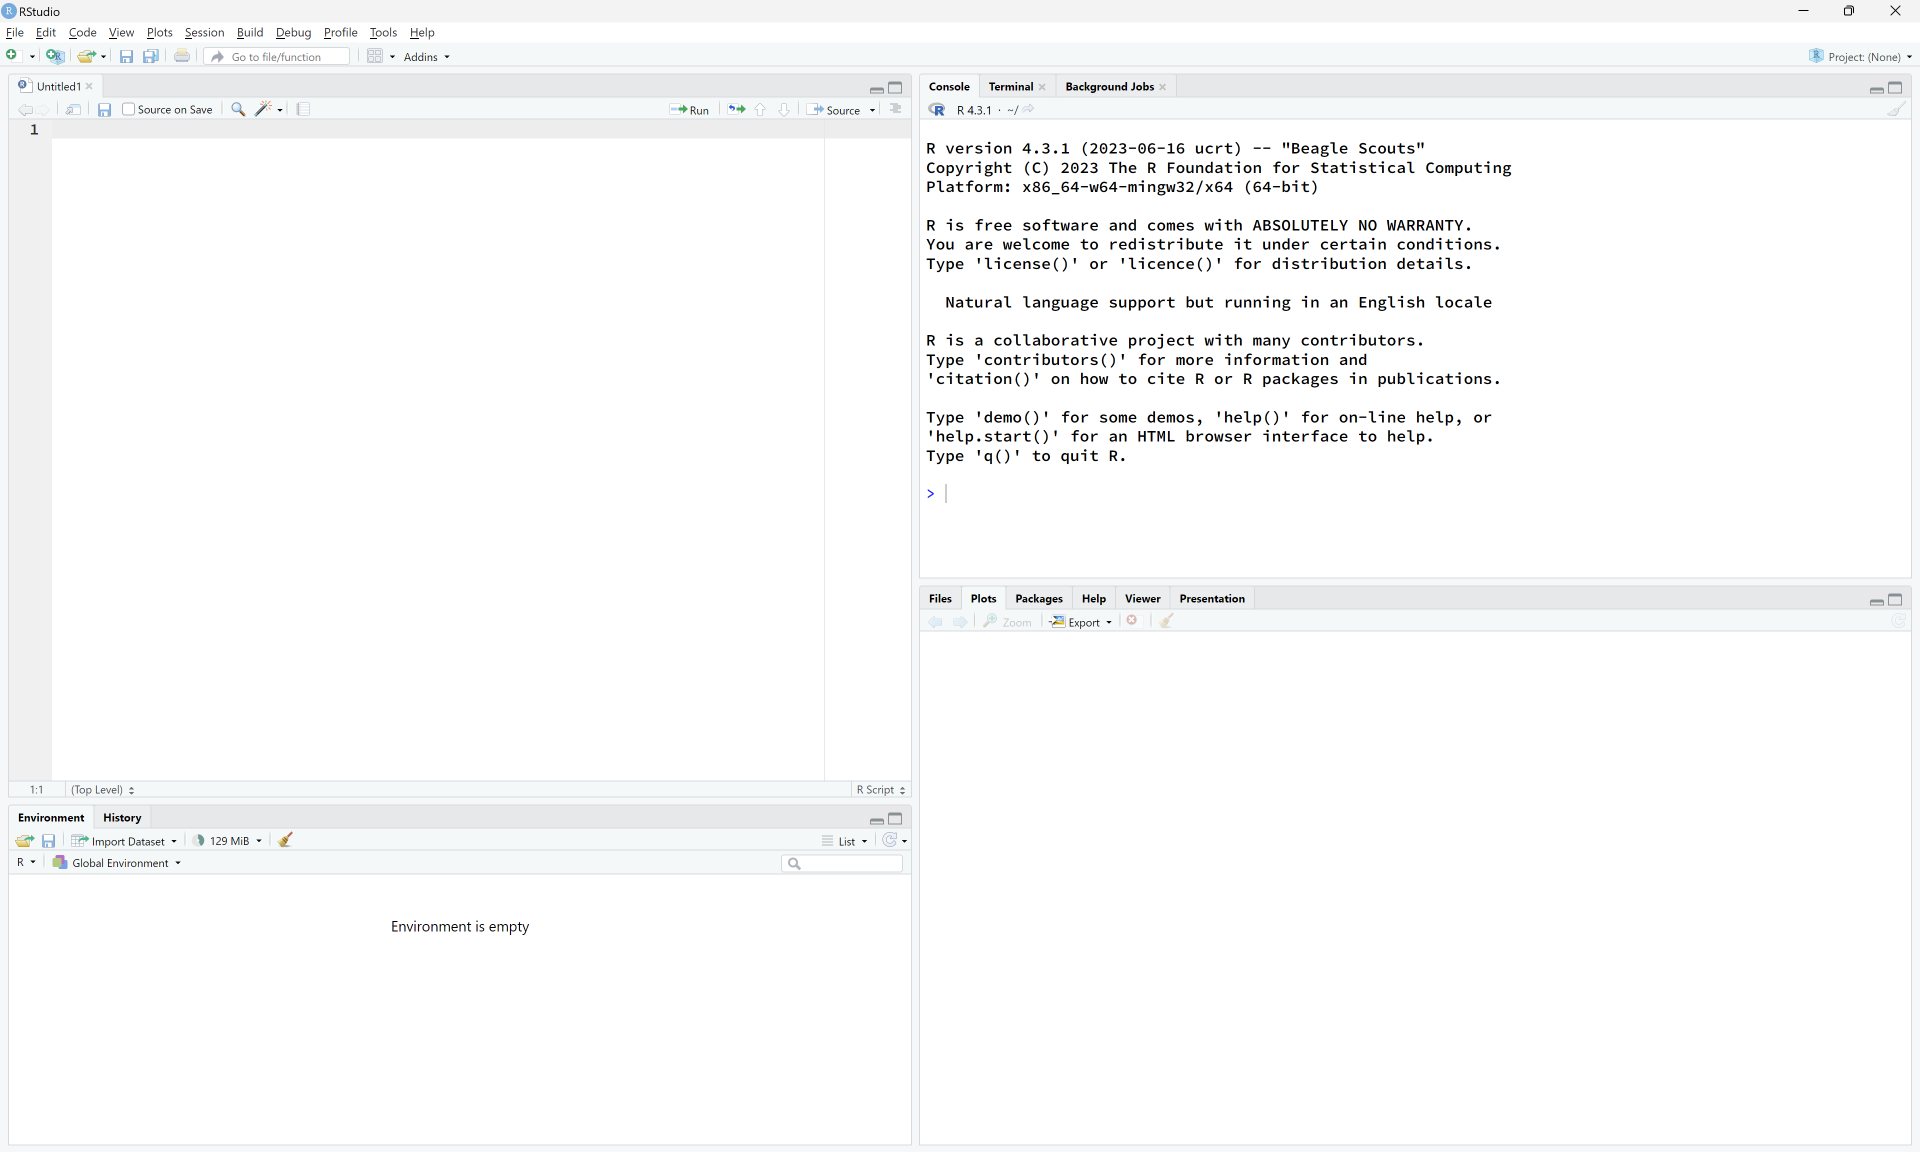 RStudio
File Edit Code View Plots Session Build Debug Profile Tools Help
Go to file/function Addins Project: (None)
Untitled1
Source on Save Run Source
1
1:1 (Top Level) R Script
Environment History
Import Dataset 129 MiB List
R Global Environment
Environment is empty
Console Terminal Background Jobs
R 4.3.1 · ~/
R version 4.3.1 (2023-06-16 ucrt) -- "Beagle Scouts"
Copyright (C) 2023 The R Foundation for Statistical Computing
Platform: x86_64-w64-mingw32/x64 (64-bit)
R is free software and comes with ABSOLUTELY NO WARRANTY.
You are welcome to redistribute it under certain conditions.
Type 'license()' or 'licence()' for distribution details.
Natural language support but running in an English locale
R is a collaborative project with many contributors.
Type 'contributors()' for more information and
'citation()' on how to cite R or R packages in publications.
Type 'demo()' for some demos, 'help()' for on-line help, or
'help.start()' for an HTML browser interface to help.
Type 'q()' to quit R.
>
Files Plots Packages Help Viewer Presentation
Zoom Export